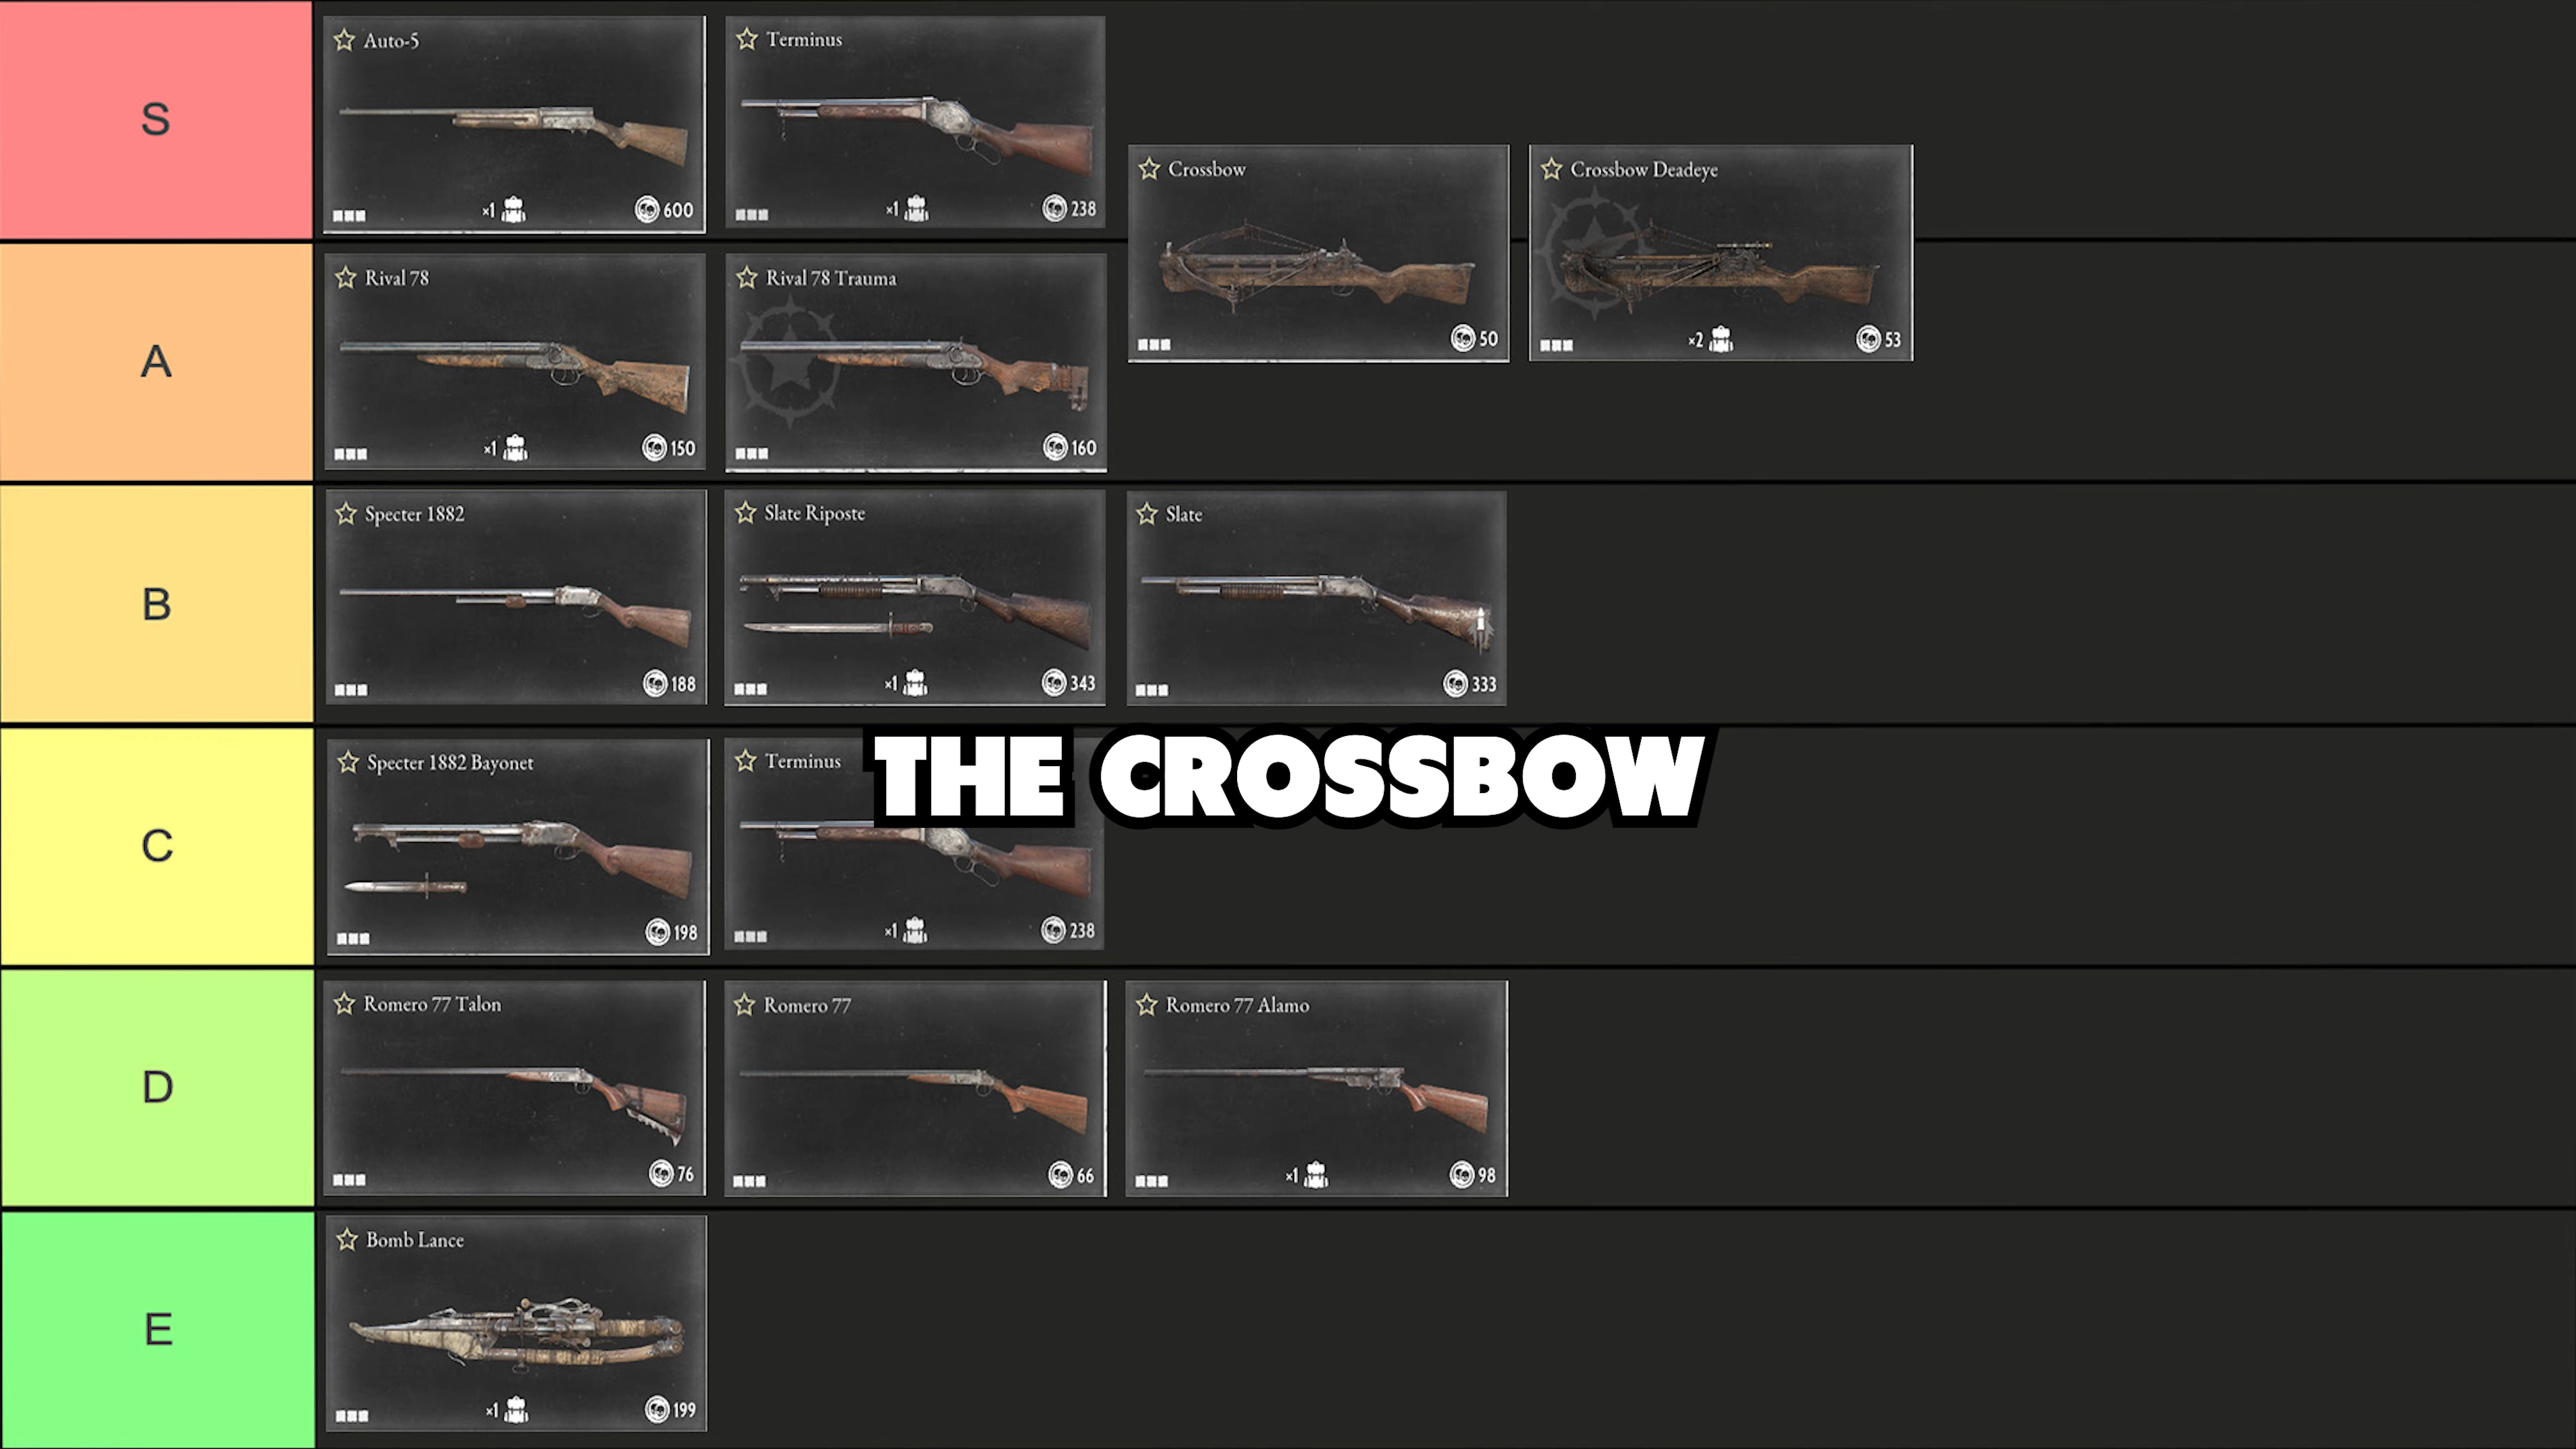 S
Auto-5
×1
600
Terminus
×1
238
Crossbow
50
Crossbow Deadeye
×2
53
A
Rival 78
×1
150
Rival 78 Trauma
160
B
Specter 1882
188
Slate Riposte
×1
343
Slate
333
THE CROSSBOW
C
Specter 1882 Bayonet
198
Terminus
×1
238
D
Romero 77 Talon
76
Romero 77
66
Romero 77 Alamo
×1
98
E
Bomb Lance
×1
199